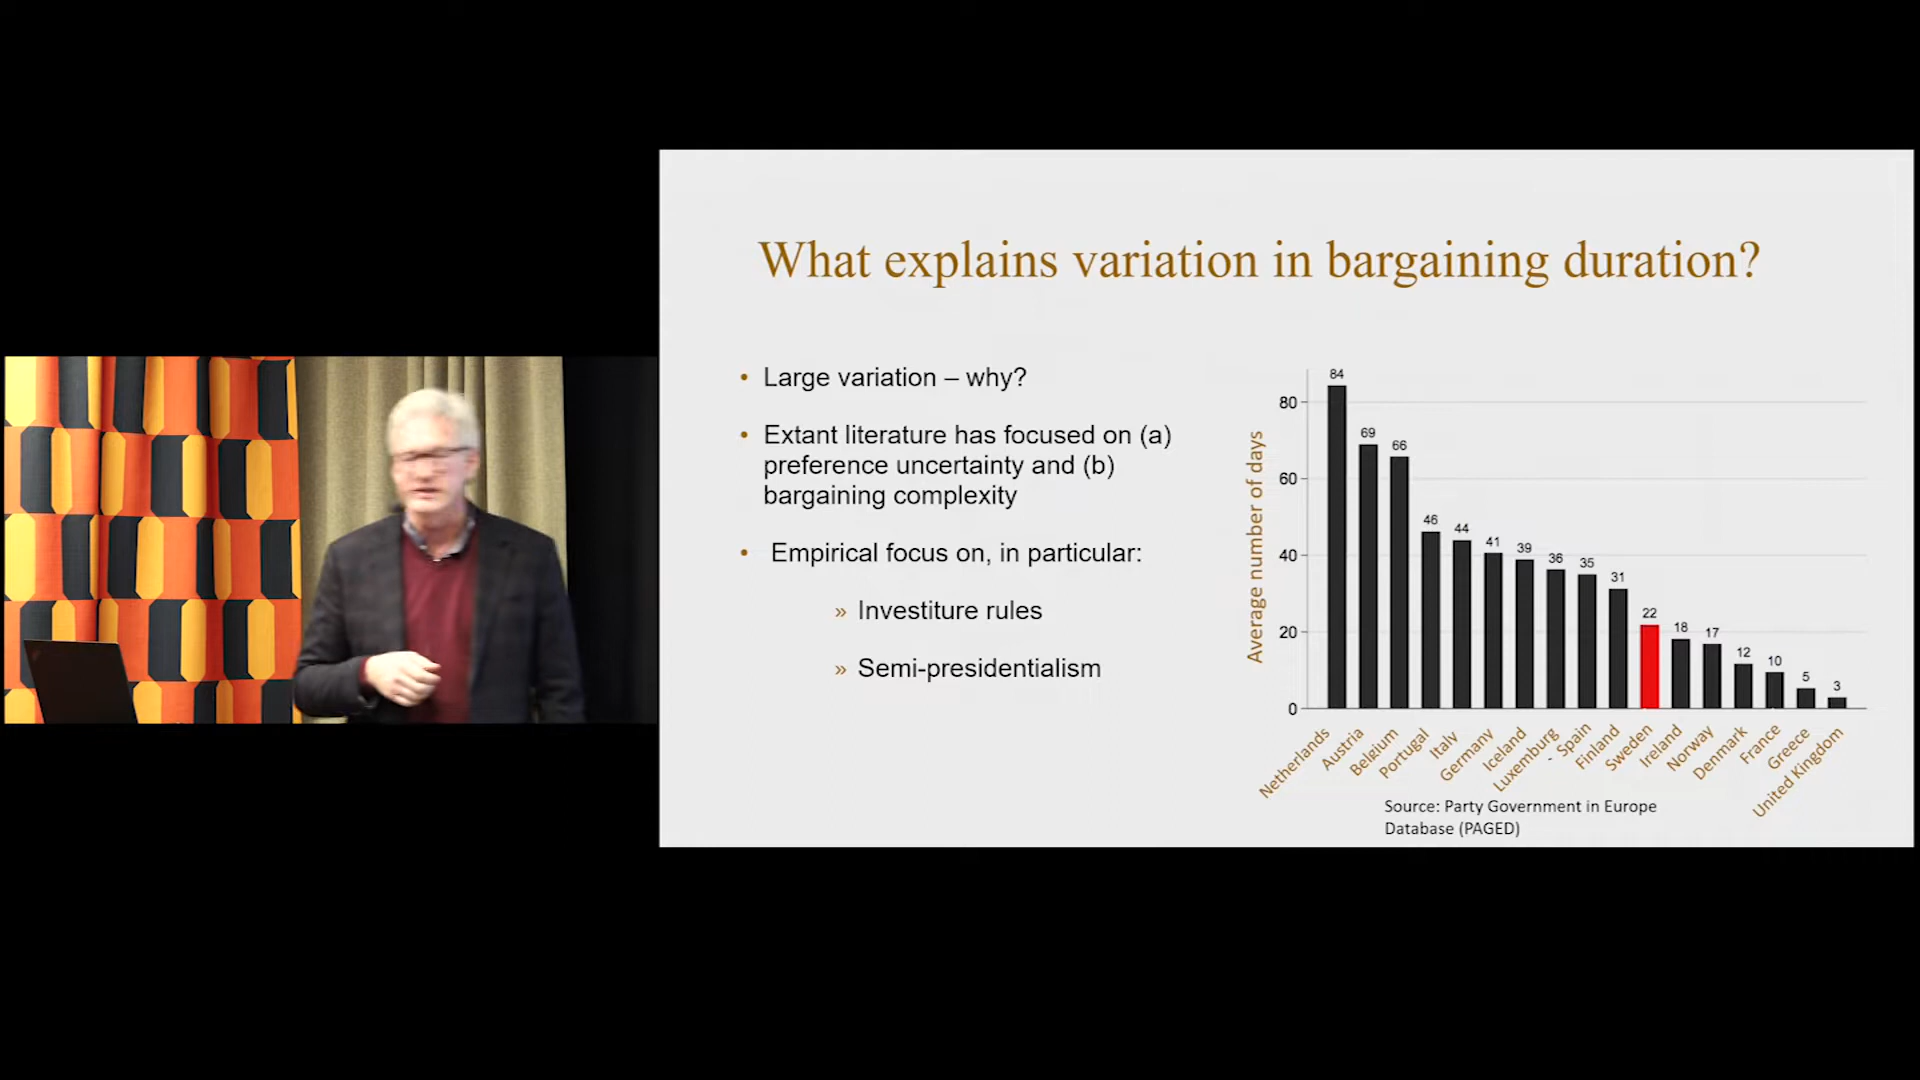 What explains variation in bargaining duration?
• Large variation – why?
• Extant literature has focused on (a)
preference uncertainty and (b)
bargaining complexity
• Empirical focus on, in particular:
» Investiture rules
» Semi-presidentialism
Average number of days
80
60
40
20
0
84
69
66
46
44
41
39
36
35
31
22
18
17
12
10
5
3
Netherlands
Austria
Belgium
Portugal
Italy
Germany
Iceland
Luxemburg
Spain
Finland
Sweden
Ireland
Norway
Denmark
France
Greece
United Kingdom
Source: Party Government in Europe
Database (PAGED)